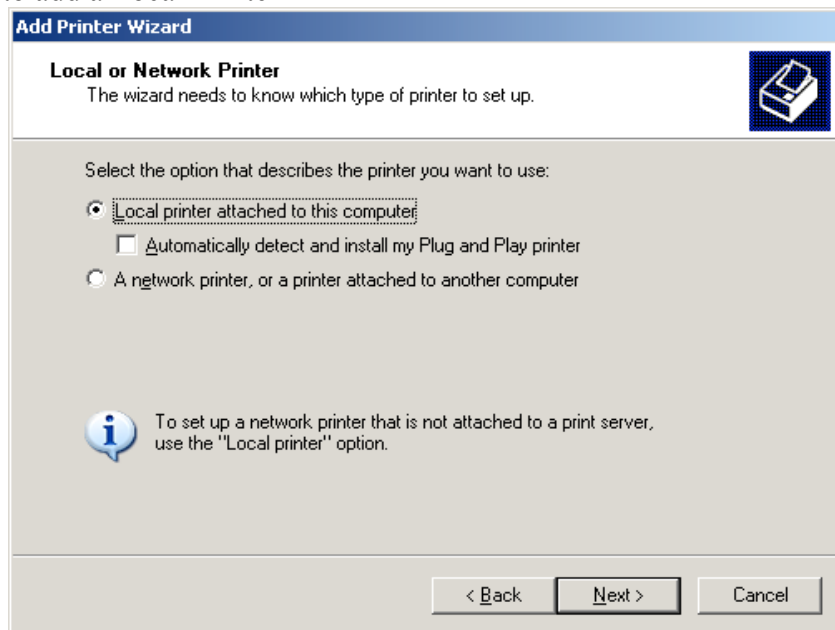 Add Printer Wizard
Local or Network Printer
The wizard needs to know which type of printer to set up.
Select the option that describes the printer you want to use:
Local printer attached to this computer
Automatically detect and install my Plug and Play printer
A network printer, or a printer attached to another computer
To set up a network printer that is not attached to a print server,
use the "Local printer" option.
< Back Next > Cancel